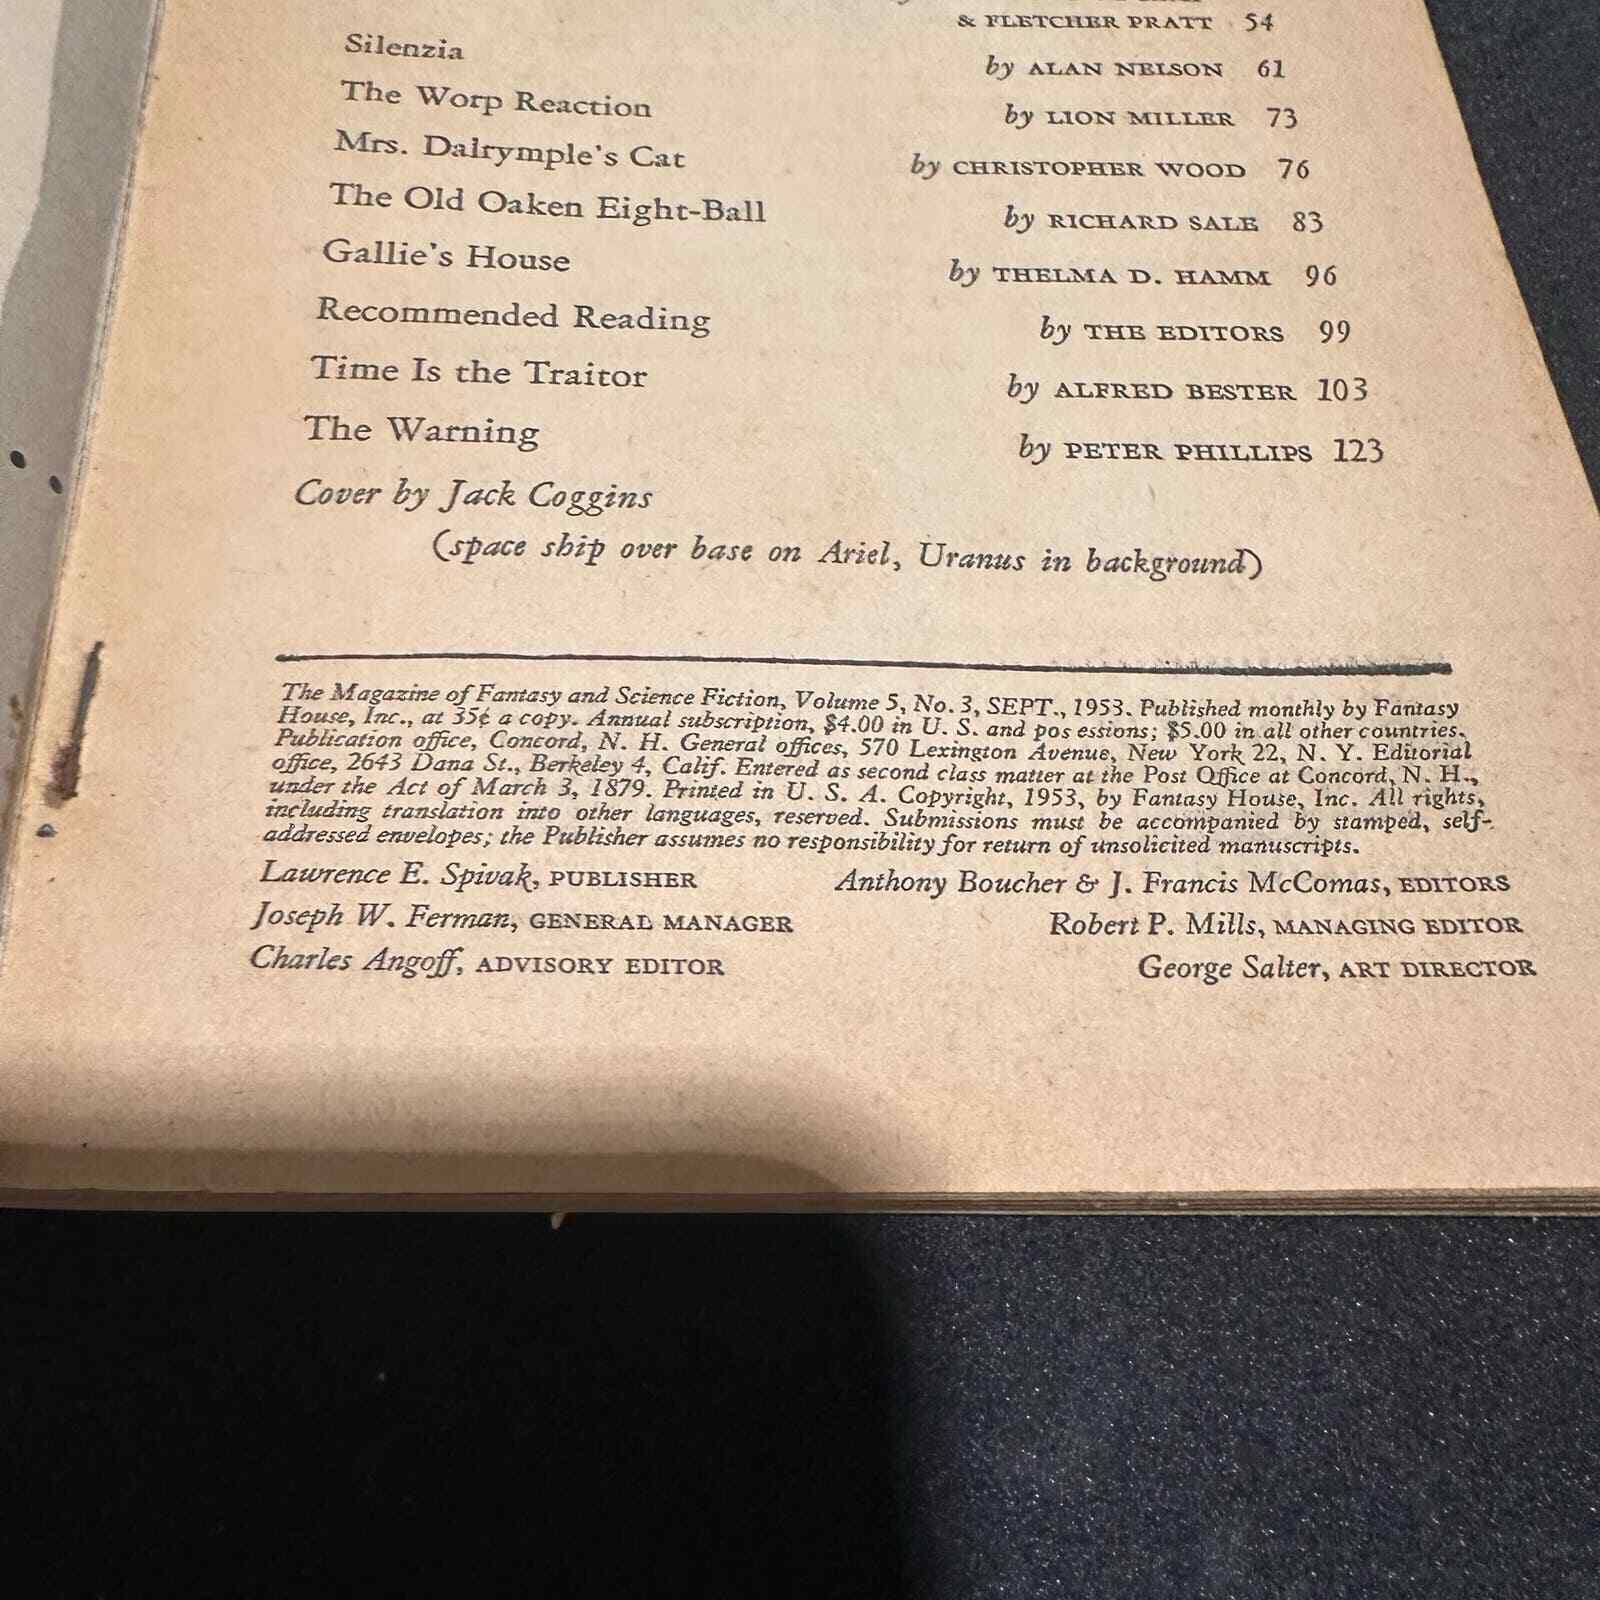 & FLETCHER PRATT 54
Silenzia by ALAN NELSON 61
The Worp Reaction by LION MILLER 73
Mrs. Dalrymple's Cat by CHRISTOPHER WOOD 76
The Old Oaken Eight-Ball by RICHARD SALE 83
Gallie's House by THELMA D. HAMM 96
Recommended Reading by THE EDITORS 99
Time Is the Traitor by ALFRED BESTER 103
The Warning by PETER PHILLIPS 123
Cover by Jack Coggins
(space ship over base on Ariel, Uranus in background)
The Magazine of Fantasy and Science Fiction, Volume 5, No. 3, SEPT., 1953. Published monthly by Fantasy
House, Inc., at 35¢ a copy. Annual subscription, $4.00 in U. S. and pos essions; $5.00 in all other countries.
Publication office, Concord, N. H. General offices, 570 Lexington Avenue, New York 22, N. Y. Editorial
office, 2643 Dana St., Berkeley 4, Calif. Entered as second class matter at the Post Office at Concord, N. H.,
under the Act of March 3, 1879. Printed in U. S. A. Copyright, 1953, by Fantasy House, Inc. All rights,
including translation into other languages, reserved. Submissions must be accompanied by stamped, self-
addressed envelopes; the Publisher assumes no responsibility for return of unsolicited manuscripts.
Lawrence E. Spivak, PUBLISHER Anthony Boucher & J. Francis McComas, EDITORS
Joseph W. Ferman, GENERAL MANAGER Robert P. Mills, MANAGING EDITOR
Charles Angoff, ADVISORY EDITOR George Salter, ART DIRECTOR